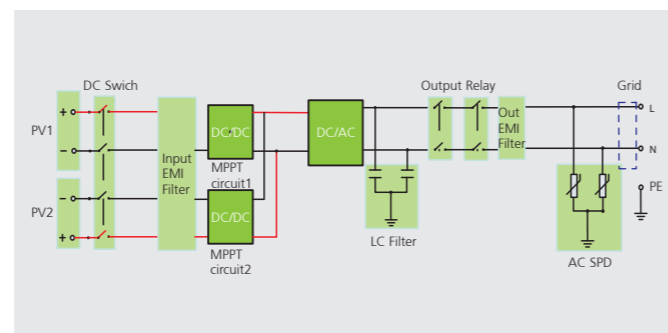 DC Swich
Output Relay
Grid
+
PV1
−
Input
EMI
Filter
DC/DC
MPPT
circuit1
DC/AC
Out
EMI
Filter
L
N
−
PV2
+
DC/DC
MPPT
circuit2
LC Filter
PE
AC SPD